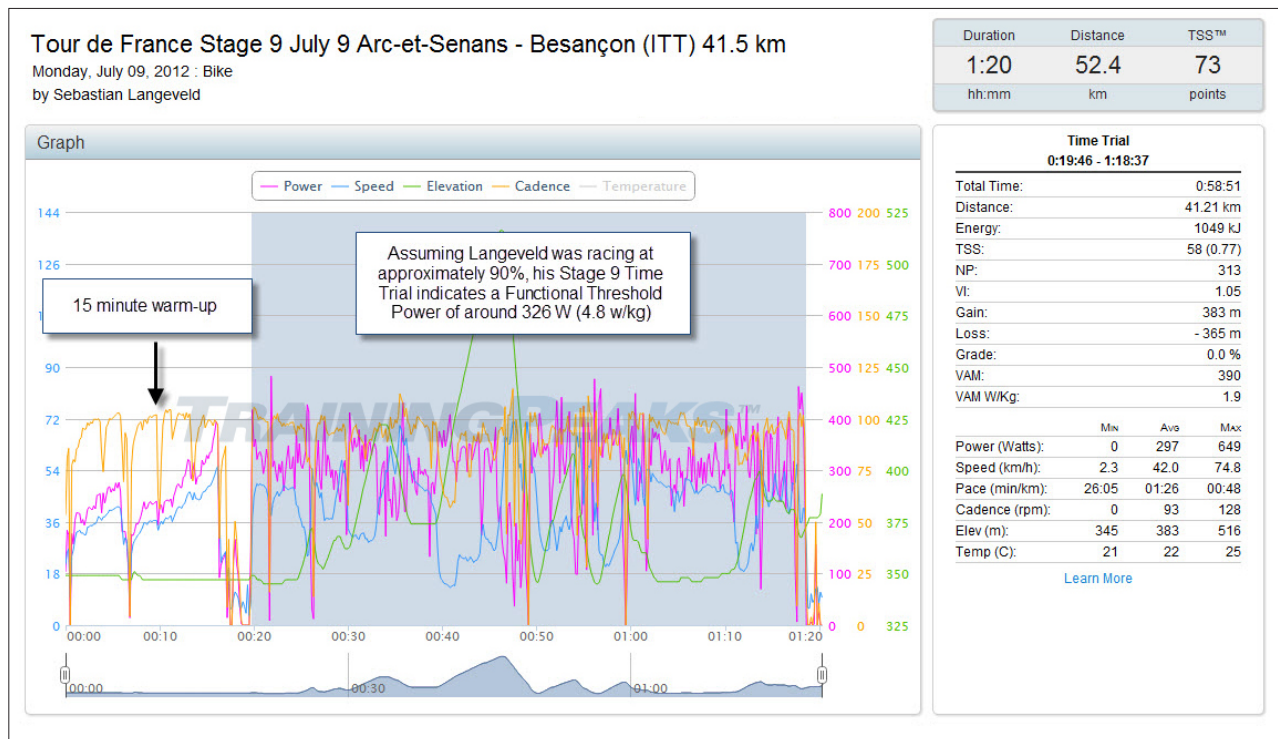 Tour de France Stage 9 July 9 Arc-et-Senans - Besançon (ITT) 41.5 km
Monday, July 09, 2012 : Bike
by Sebastian Langeveld
Duration Distance TSS™
1:20 52.4 73
hh:mm km points
Graph
Power Speed Elevation Cadence Temperature
144 800 200 525
126 700 175 500
600 150 475
90 500 125 450
72 400 100 425
54 300 75 400
36 200 50 375
18 100 25 350
0 0 0 325
15 minute warm-up
Assuming Langeveld was racing at
approximately 90%, his Stage 9 Time
Trial indicates a Functional Threshold
Power of around 326 W (4.8 w/kg)
TRAININGPEAKS™
00:00 00:10 00:20 00:30 00:40 00:50 01:00 01:10 01:20
00:00 00:30 01:00
Time Trial
0:19:46 - 1:18:37
Total Time: 0:58:51
Distance: 41.21 km
Energy: 1049 kJ
TSS: 58 (0.77)
NP: 313
VI: 1.05
Gain: 383 m
Loss: - 365 m
Grade: 0.0 %
VAM: 390
VAM W/Kg: 1.9
Min Avg Max
Power (Watts): 0 297 649
Speed (km/h): 2.3 42.0 74.8
Pace (min/km): 26:05 01:26 00:48
Cadence (rpm): 0 93 128
Elev (m): 345 383 516
Temp (C): 21 22 25
Learn More